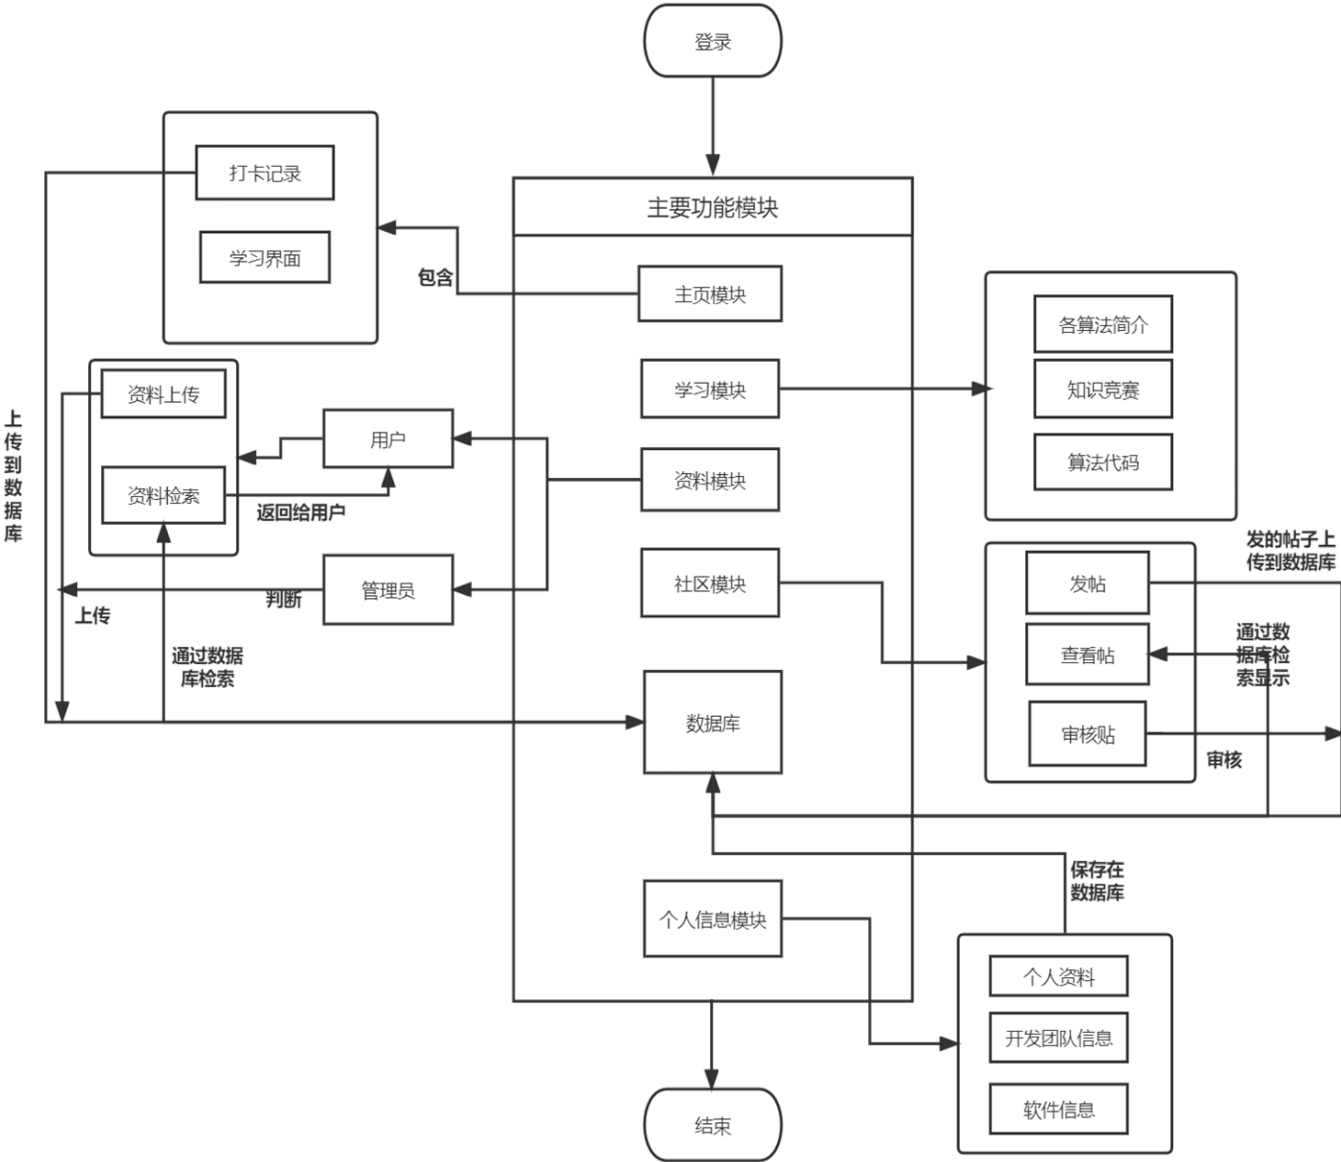 登录
打卡记录
学习界面
主要功能模块
包含
主页模块
各算法简介
知识竞赛
算法代码
学习模块
资料上传
用户
资料模块
资料检索
返回给用户
上
传
到
数
据
库
发的帖子上
传到数据库
社区模块
管理员
判断
上传
发帖
查看帖
通过数
据库检
索显示
通过数据
库检索
数据库
审核贴
审核
保存在
数据库
个人信息模块
个人资料
开发团队信息
软件信息
结束